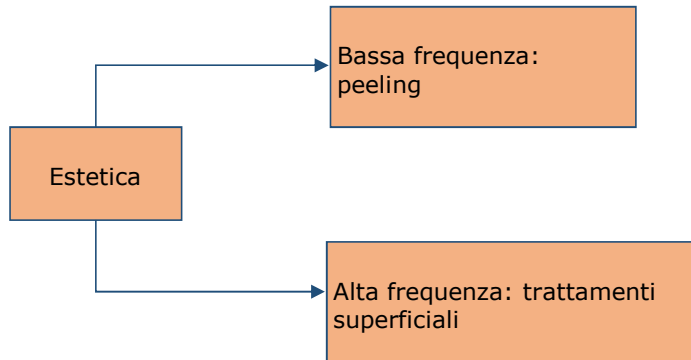 Bassa frequenza:
peeling
Estetica
Alta frequenza: trattamenti
superficiali